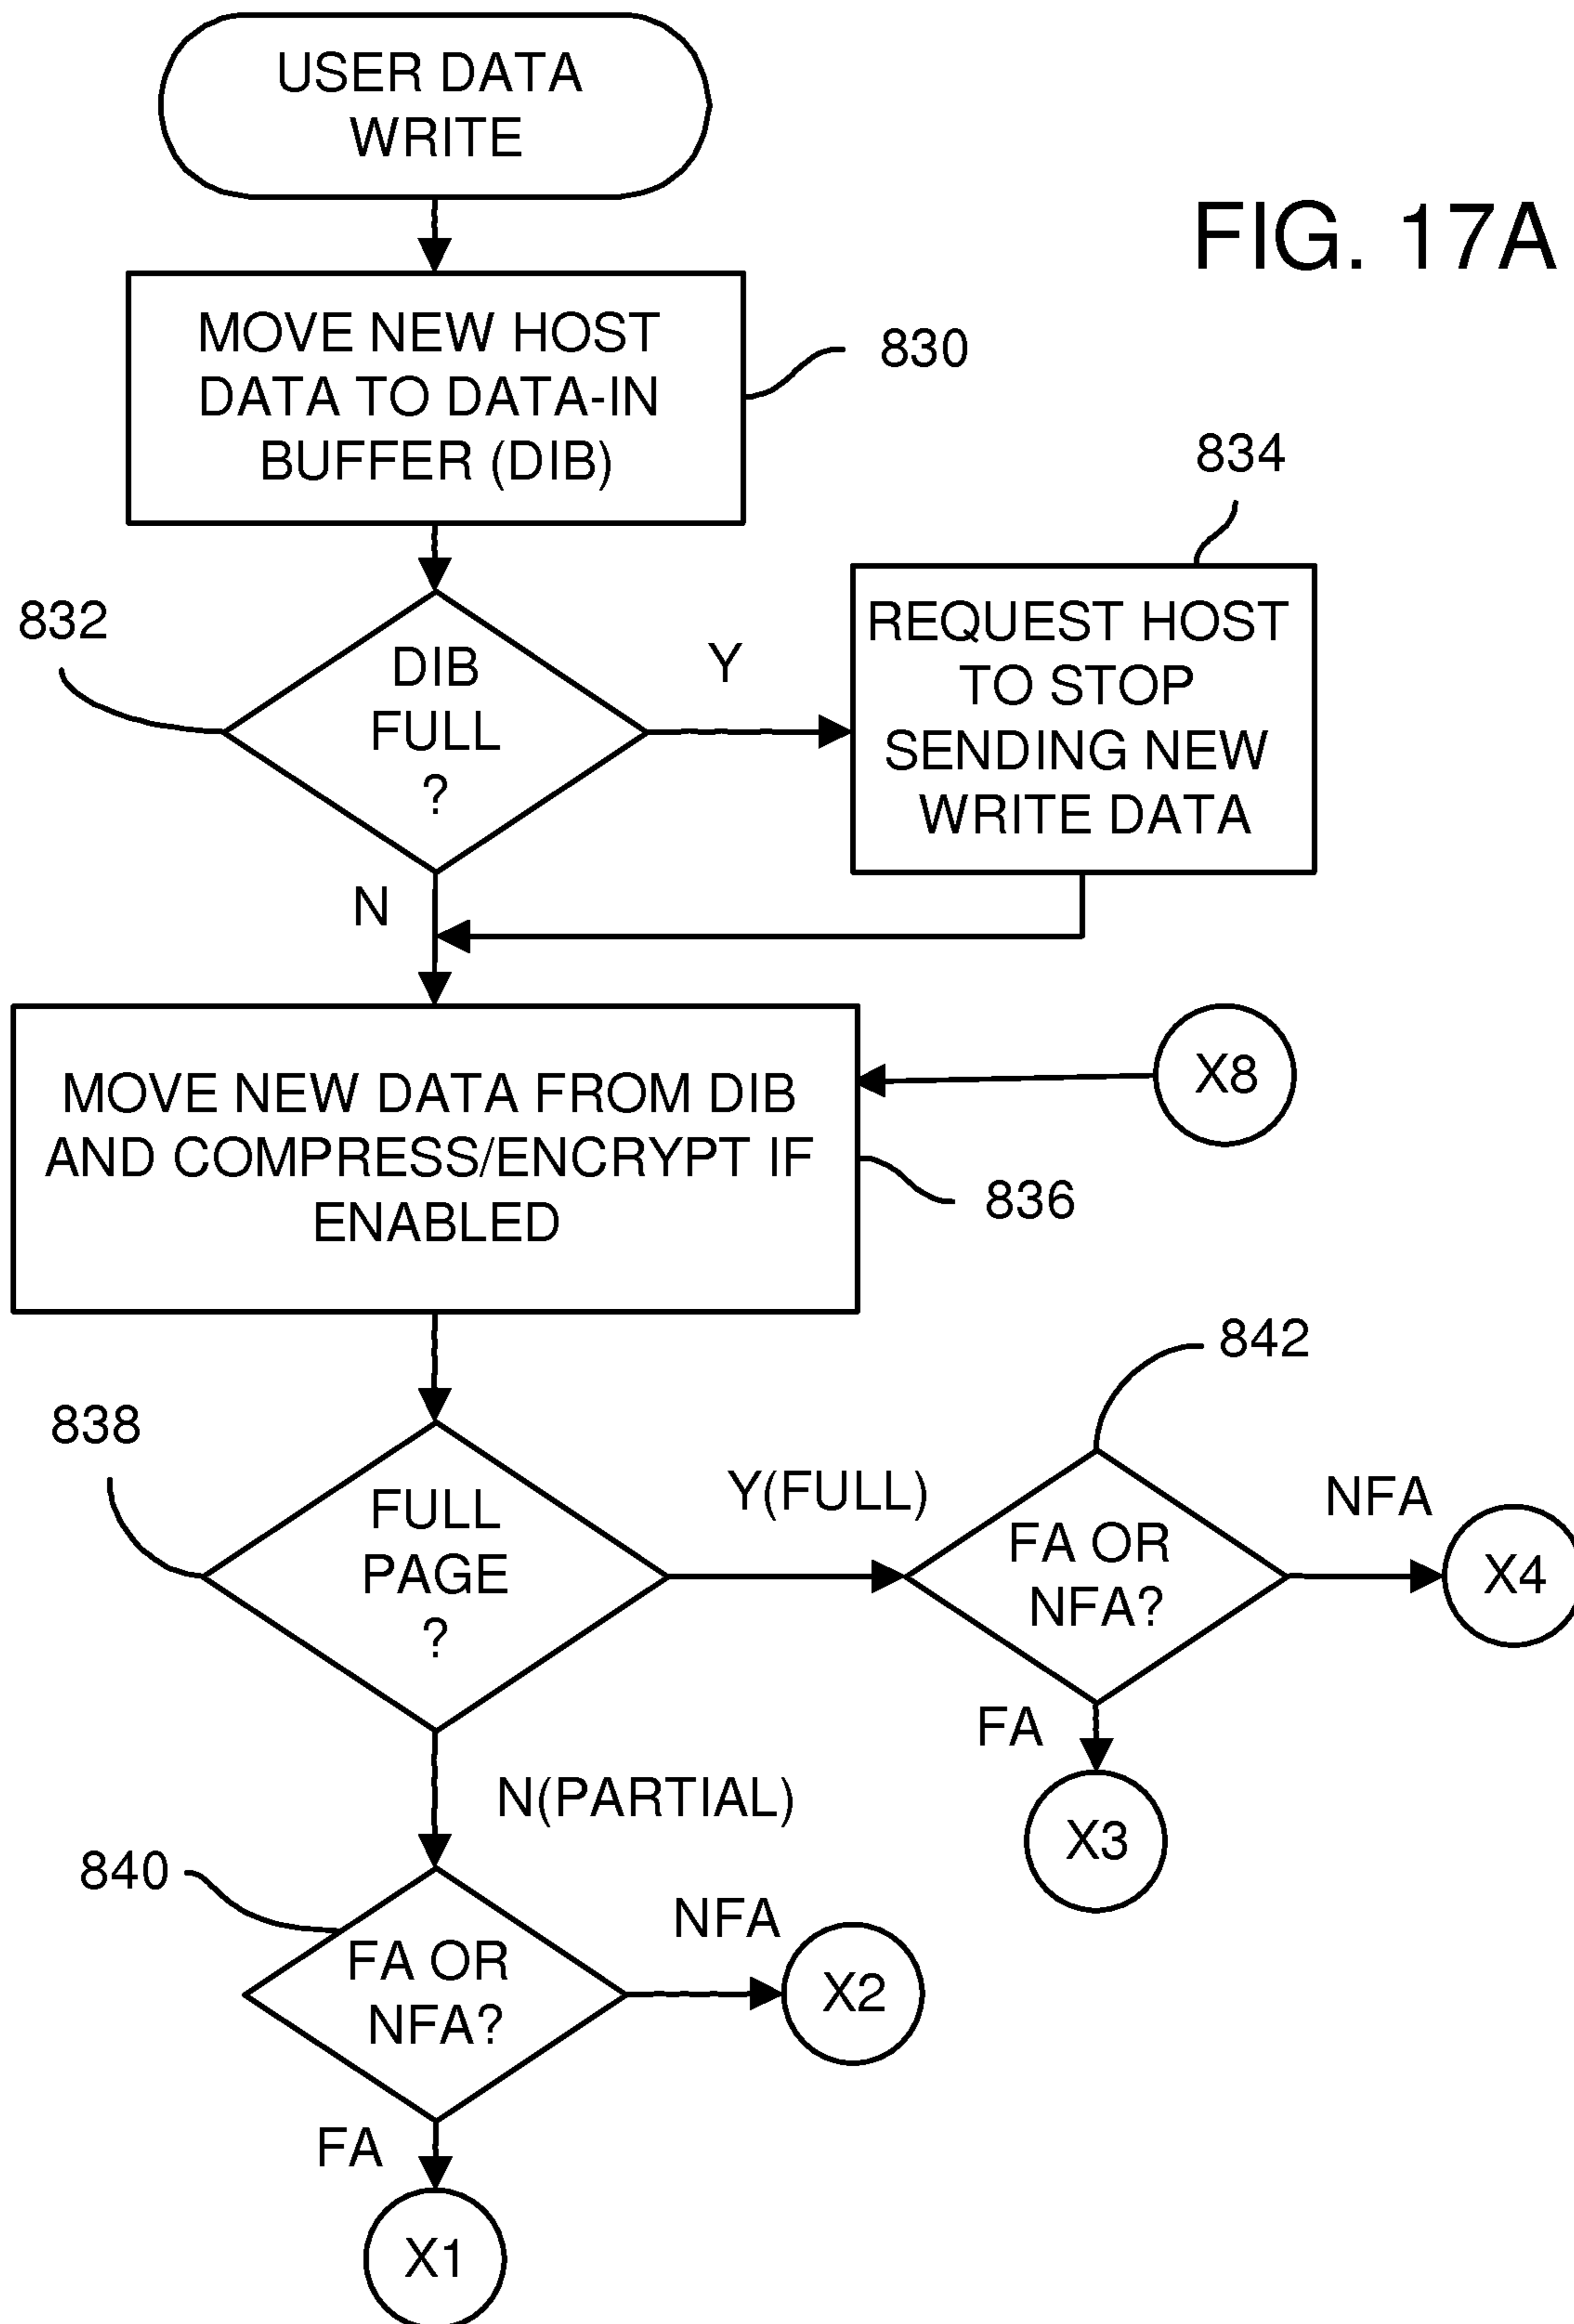 USER DATA
WRITE
FIG. 17A
MOVE NEW HOST
DATA TO DATA-IN
BUFFER (DIB)
830
834
832
DIB
FULL
?
Y
REQUEST HOST
TO STOP
SENDING NEW
WRITE DATA
N
MOVE NEW DATA FROM DIB
AND COMPRESS/ENCRYPT IF
ENABLED
X8
836
842
838
FULL
PAGE
?
Y(FULL)
FA OR
NFA?
NFA
X4
FA
X3
N(PARTIAL)
840
FA OR
NFA?
NFA
X2
FA
X1